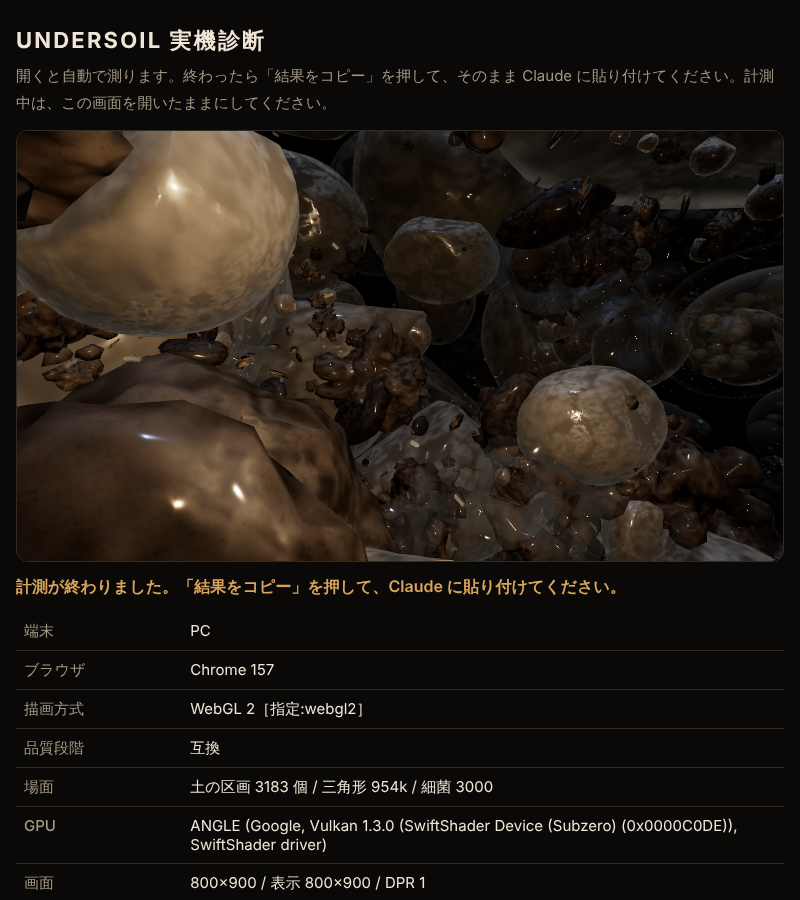 UNDERSOIL 実機診断
開くと自動で測ります。終わったら「結果をコピー」を押して、そのまま Claude に貼り付けてください。計測
中は、この画面を開いたままにしてください。
計測が終わりました。「結果をコピー」を押して、Claude に貼り付けてください。
端末 PC
ブラウザ Chrome 157
描画方式 WebGL 2［指定:webgl2］
品質段階 互換
場面 土の区画 3183 個 / 三角形 954k / 細菌 3000
GPU ANGLE (Google, Vulkan 1.3.0 (SwiftShader Device (Subzero) (0x0000C0DE)),
SwiftShader driver)
画面 800×900 / 表示 800×900 / DPR 1